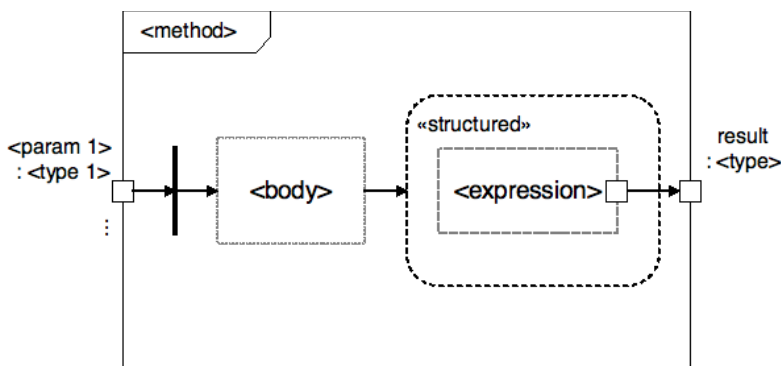 <method>
<param 1>
: <type 1>
⋮
<body>
«structured»
<expression>
result
: <type>